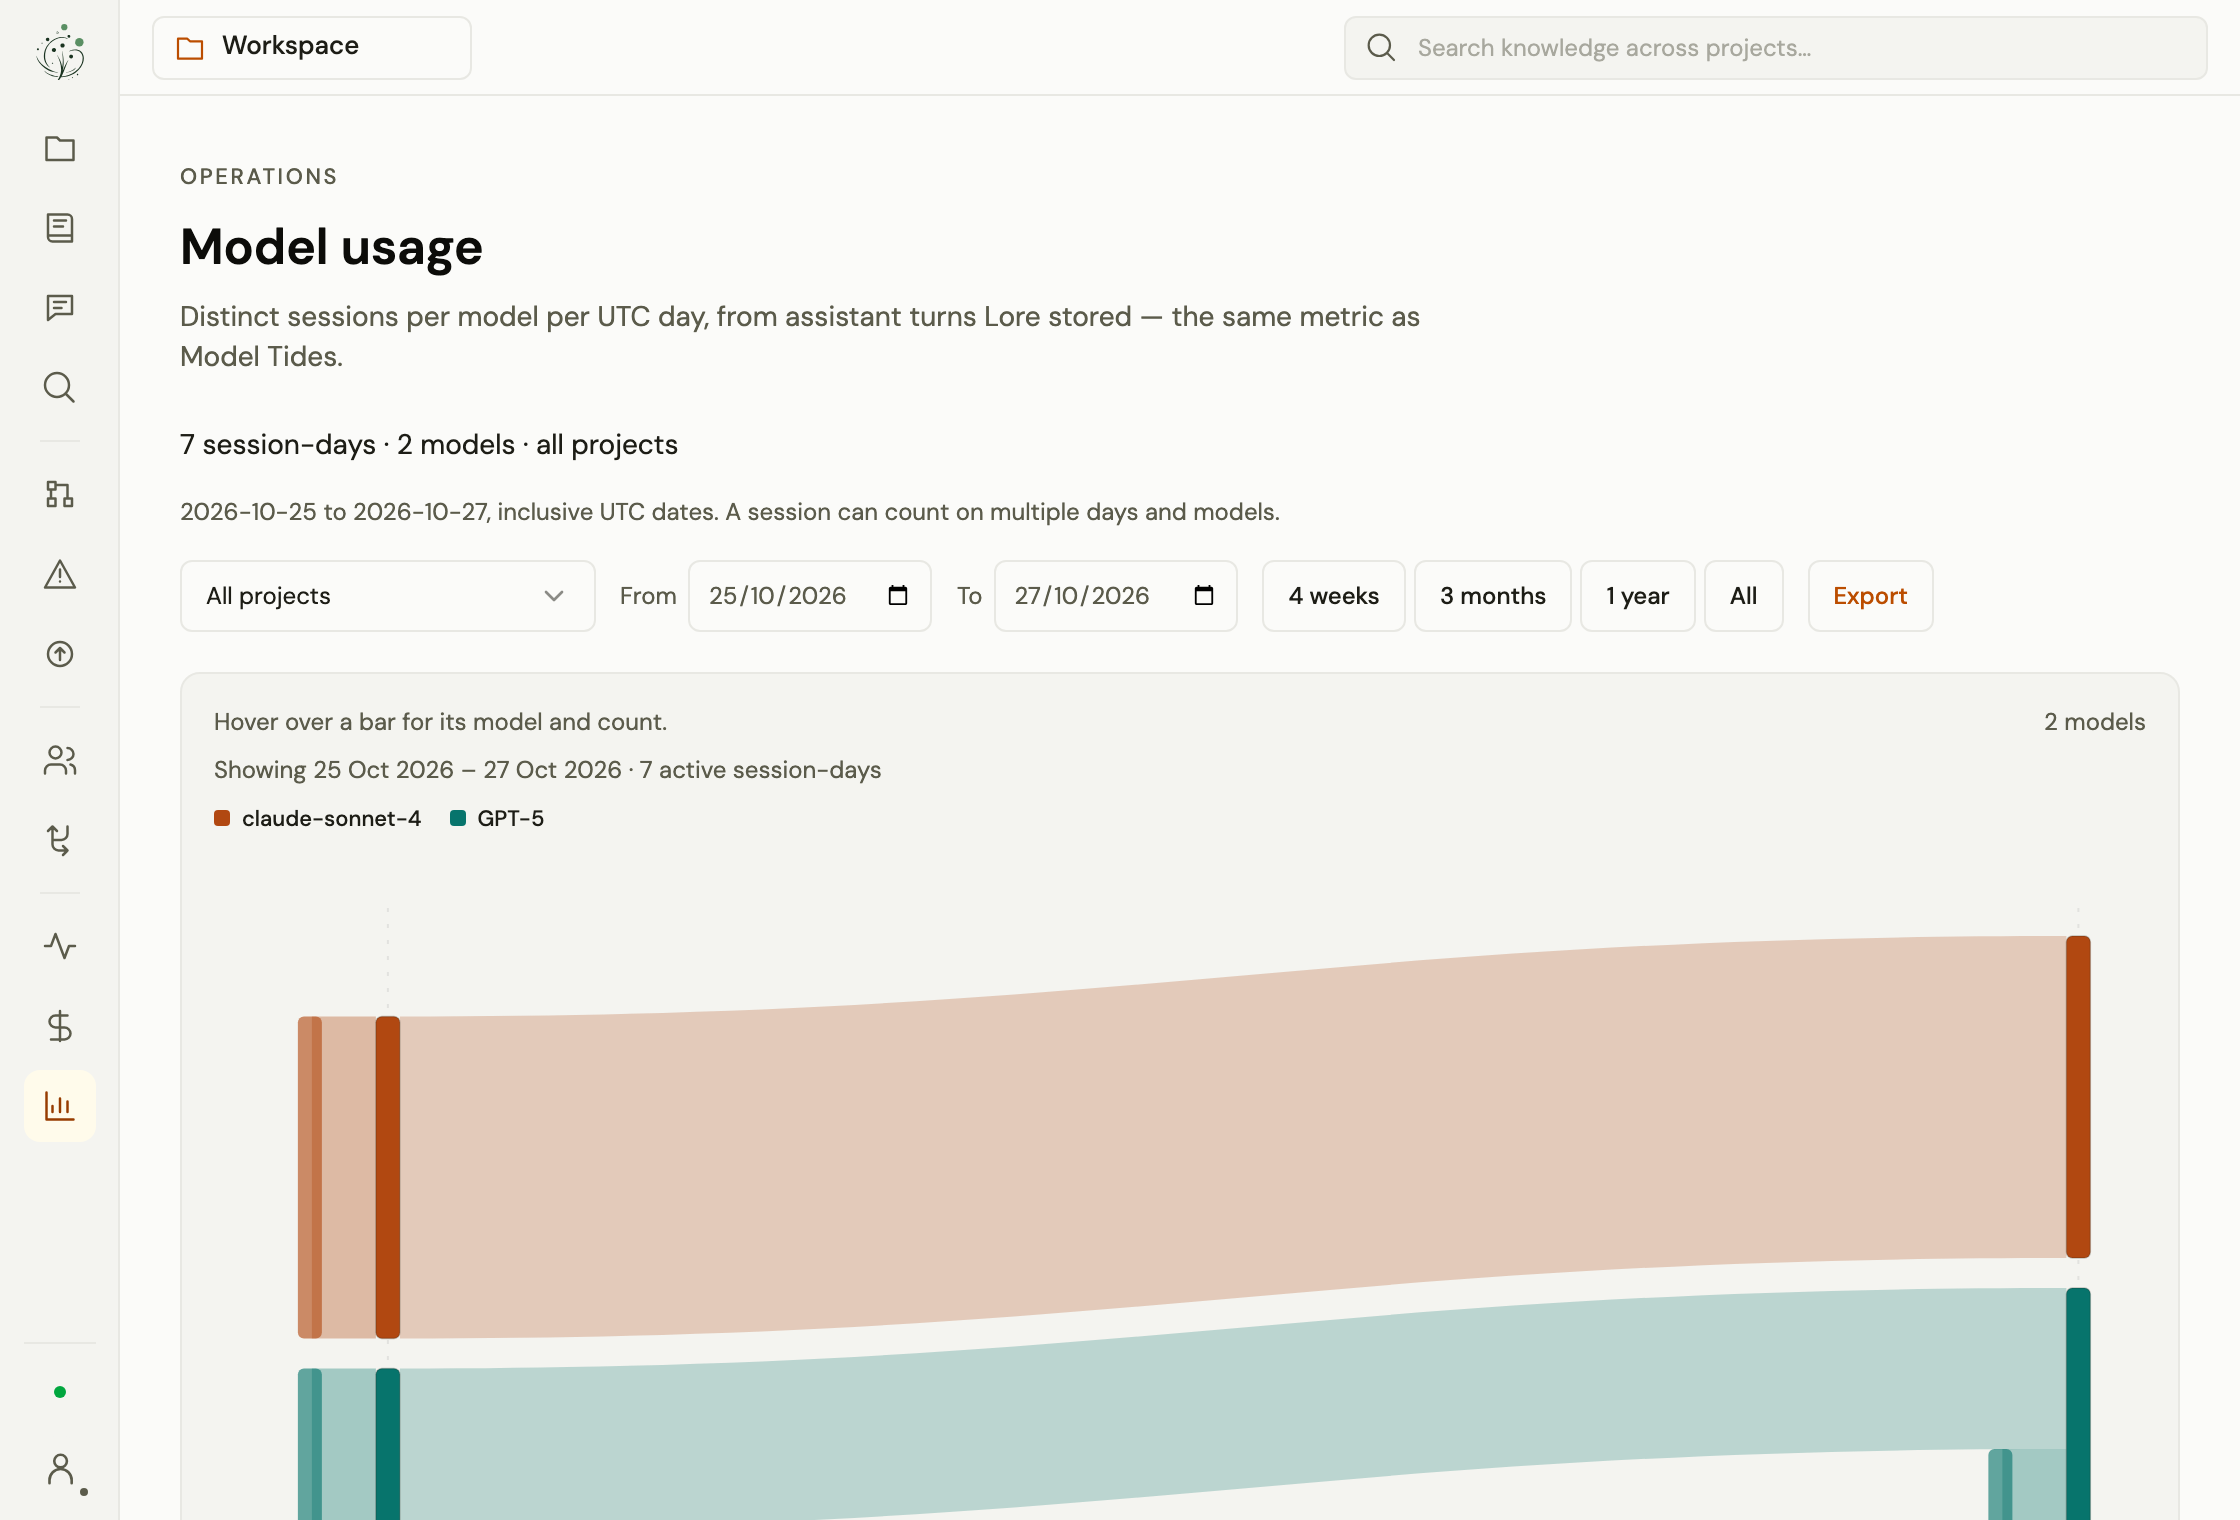 Workspace
Search knowledge across projects...
OPERATIONS
Model usage
Distinct sessions per model per UTC day, from assistant turns Lore stored — the same metric as
Model Tides.
7 session-days · 2 models · all projects
2026-10-25 to 2026-10-27, inclusive UTC dates. A session can count on multiple days and models.
All projects From 25/10/2026 To 27/10/2026 4 weeks 3 months 1 year All Export
Hover over a bar for its model and count. 2 models
Showing 25 Oct 2026 – 27 Oct 2026 · 7 active session-days
claude-sonnet-4 GPT-5